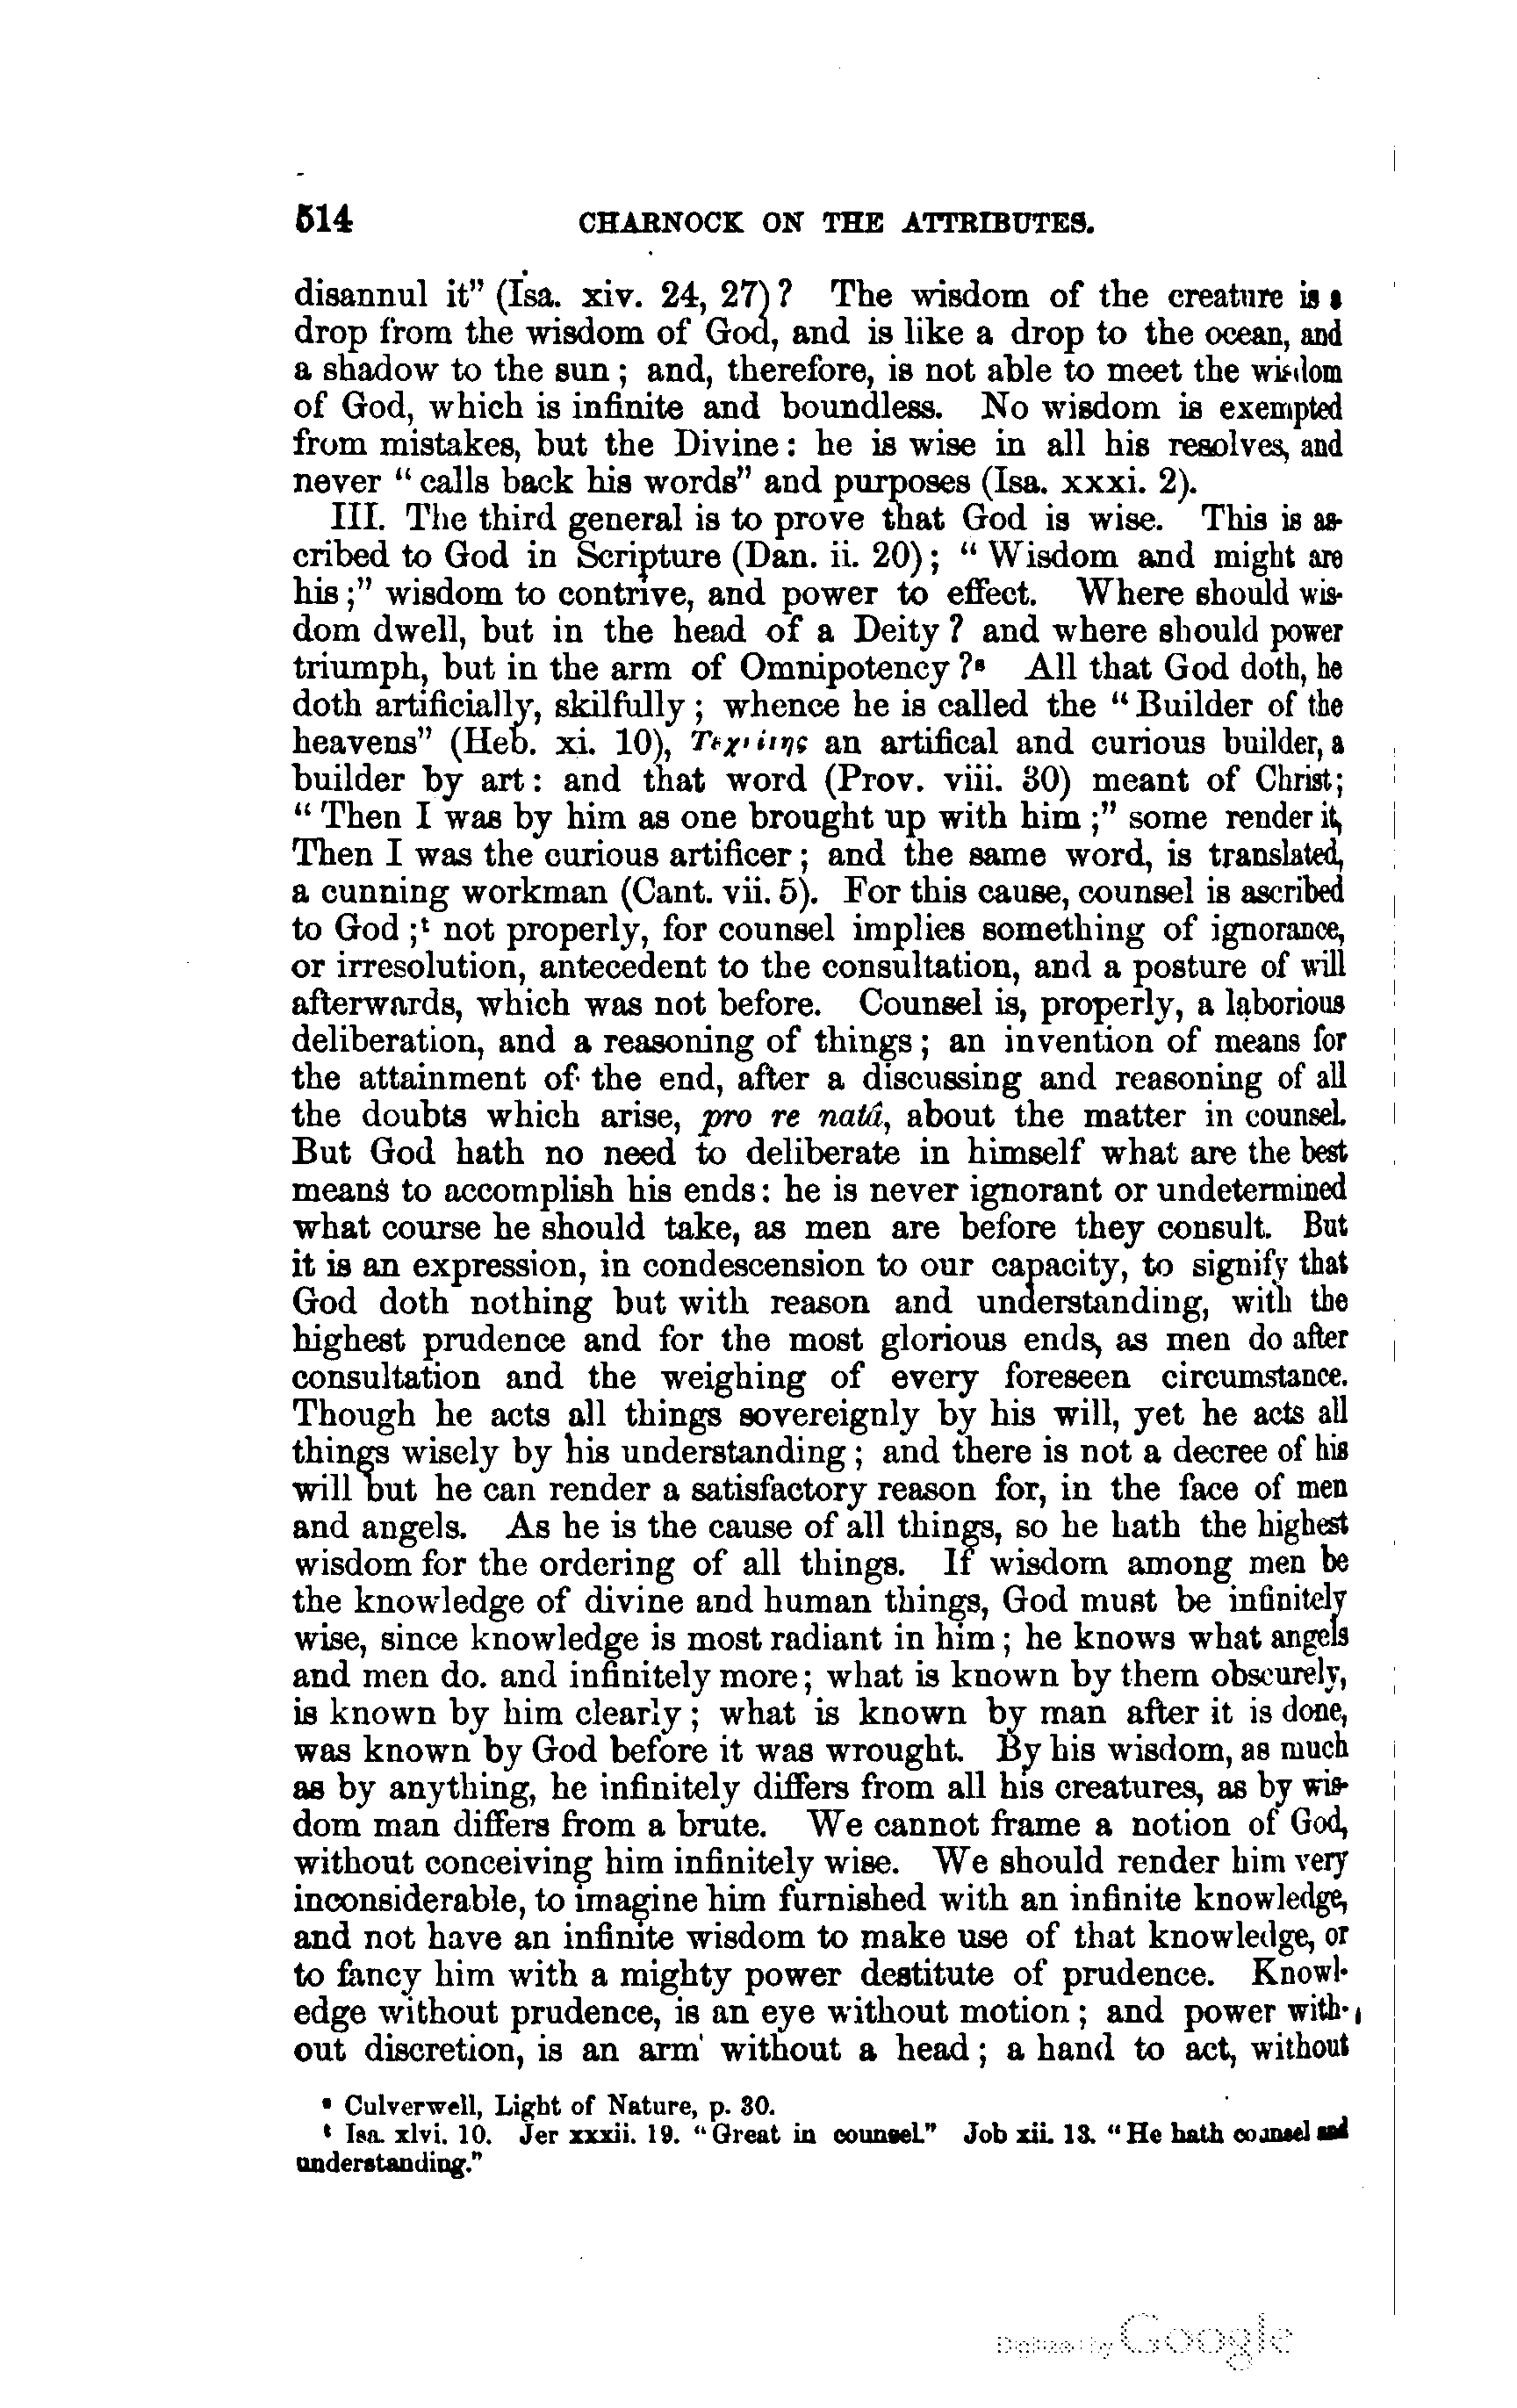 514 CHARNOCK ON THE ATTRIBUTES.
disannul it" (Isa. xiv. 24, 27)? The wisdom of the creature is a
drop from the wisdom of God, and is like a drop to the ocean, and
a shadow to the sun; and, therefore, is not able to meet the wisdom
of God, which is infinite and boundless. No wisdom is exempted
from mistakes, but the Divine: he is wise in all his resolves, and
never "calls back his words" and purposes (Isa. xxxi. 2).
III. The third general is to prove that God is wise. This is as-
cribed to God in Scripture (Dan. ii. 20); "Wisdom and might are
his;" wisdom to contrive, and power to effect. Where should wis-
dom dwell, but in the head of a Deity? and where should power
triumph, but in the arm of Omnipotency?ˢ All that God doth, he
doth artificially, skilfully; whence he is called the "Builder of the
heavens" (Heb. xi. 10), Τεχνίτης an artifical and curious builder, a
builder by art: and that word (Prov. viii. 30) meant of Christ;
"Then I was by him as one brought up with him;" some render it,
Then I was the curious artificer; and the same word, is translated,
a cunning workman (Cant. vii. 5). For this cause, counsel is ascribed
to God;ᵗ not properly, for counsel implies something of ignorance,
or irresolution, antecedent to the consultation, and a posture of will
afterwards, which was not before. Counsel is, properly, a laborious
deliberation, and a reasoning of things; an invention of means for
the attainment of the end, after a discussing and reasoning of all
the doubts which arise, pro re natâ, about the matter in counsel.
But God hath no need to deliberate in himself what are the best
means to accomplish his ends: he is never ignorant or undetermined
what course he should take, as men are before they consult. But
it is an expression, in condescension to our capacity, to signify that
God doth nothing but with reason and understanding, with the
highest prudence and for the most glorious ends, as men do after
consultation and the weighing of every foreseen circumstance.
Though he acts all things sovereignly by his will, yet he acts all
things wisely by his understanding; and there is not a decree of his
will but he can render a satisfactory reason for, in the face of men
and angels. As he is the cause of all things, so he hath the highest
wisdom for the ordering of all things. If wisdom among men be
the knowledge of divine and human things, God must be infinitely
wise, since knowledge is most radiant in him; he knows what angels
and men do. and infinitely more; what is known by them obscurely,
is known by him clearly; what is known by man after it is done,
was known by God before it was wrought. By his wisdom, as much
as by anything, he infinitely differs from all his creatures, as by wis-
dom man differs from a brute. We cannot frame a notion of God,
without conceiving him infinitely wise. We should render him very
inconsiderable, to imagine him furnished with an infinite knowledge,
and not have an infinite wisdom to make use of that knowledge, or
to fancy him with a mighty power destitute of prudence. Knowl-
edge without prudence, is an eye without motion; and power with-
out discretion, is an arm without a head; a hand to act, without
ˢ Culverwell, Light of Nature, p. 30.
ᵗ Isa. xlvi. 10. Jer xxxii. 19. "Great in counsel." Job xii. 13. "He hath counsel and
understanding."
Digitized by Google